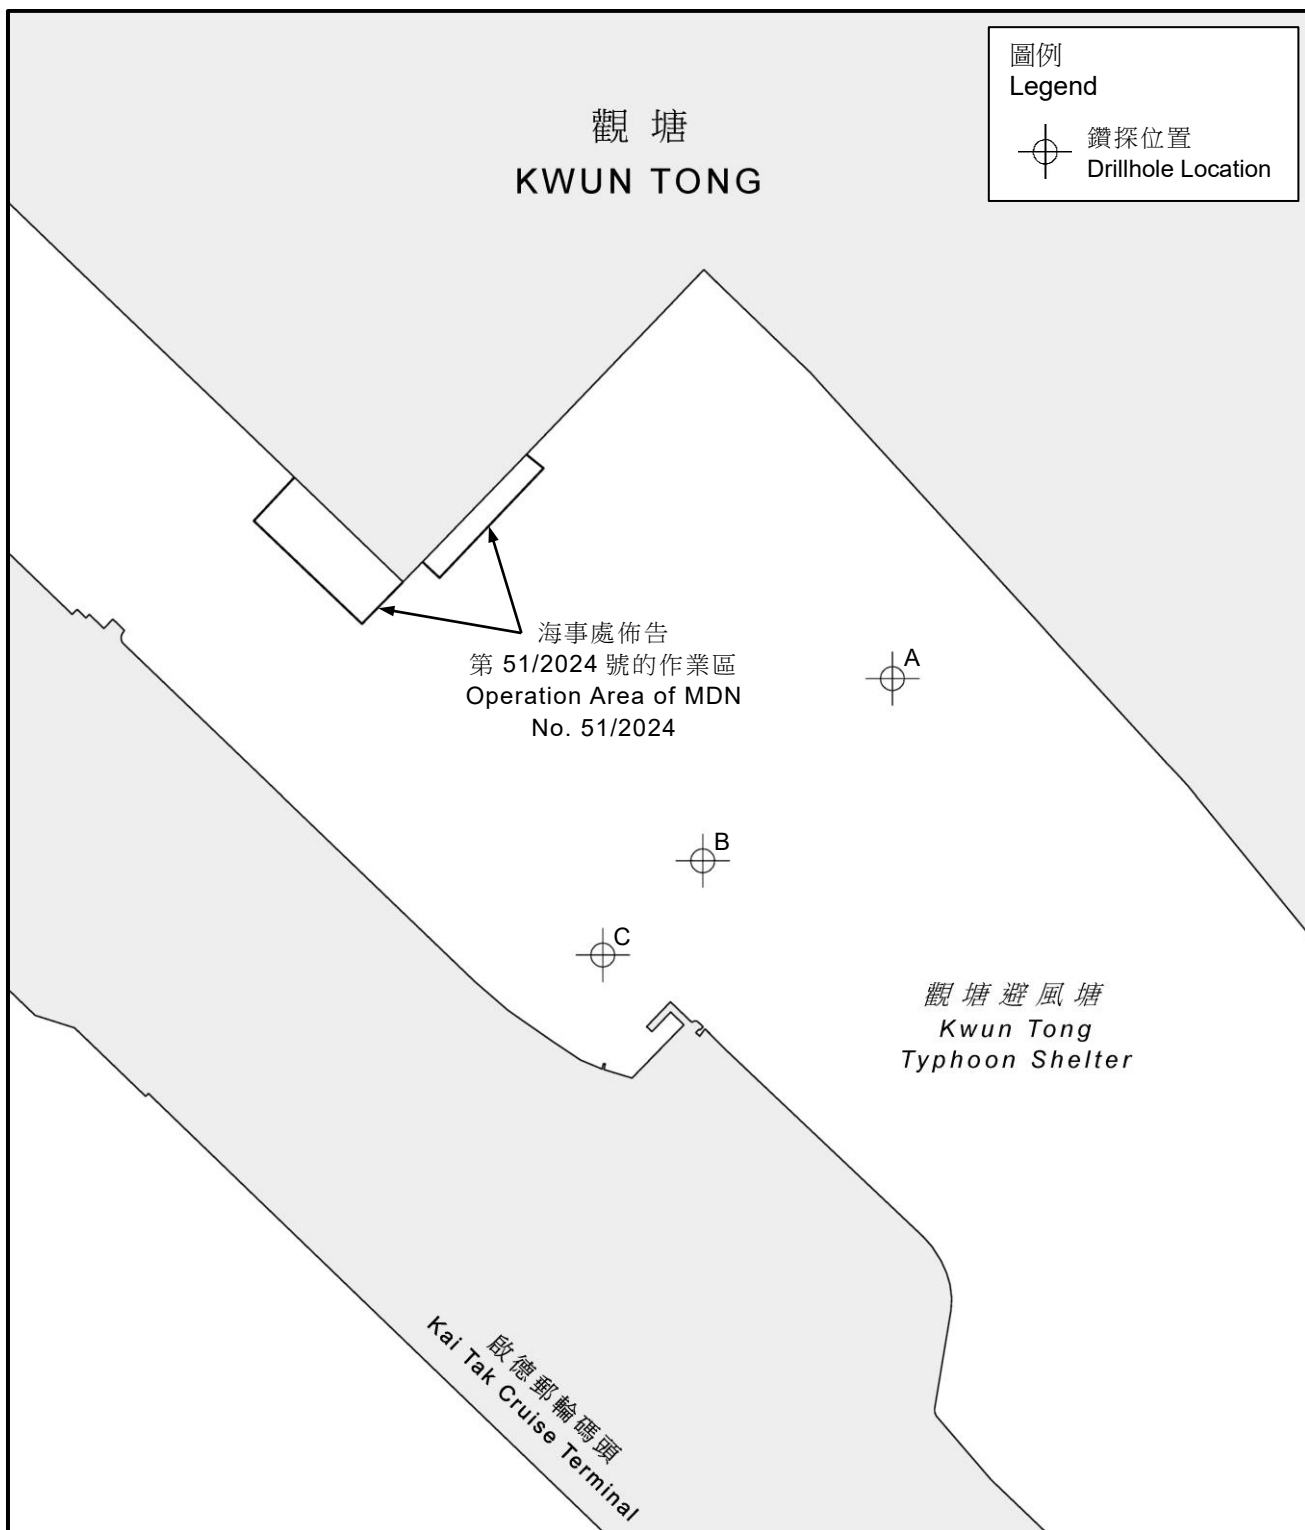 圖例
Legend
鑽探位置
Drillhole Location
觀塘
KWUN TONG
海事處佈告
第 51/2024 號的作業區
Operation Area of MDN
No. 51/2024
A
B
C
觀塘避風塘
Kwun Tong
Typhoon Shelter
啟德郵輪碼頭
Kai Tak Cruise Terminal